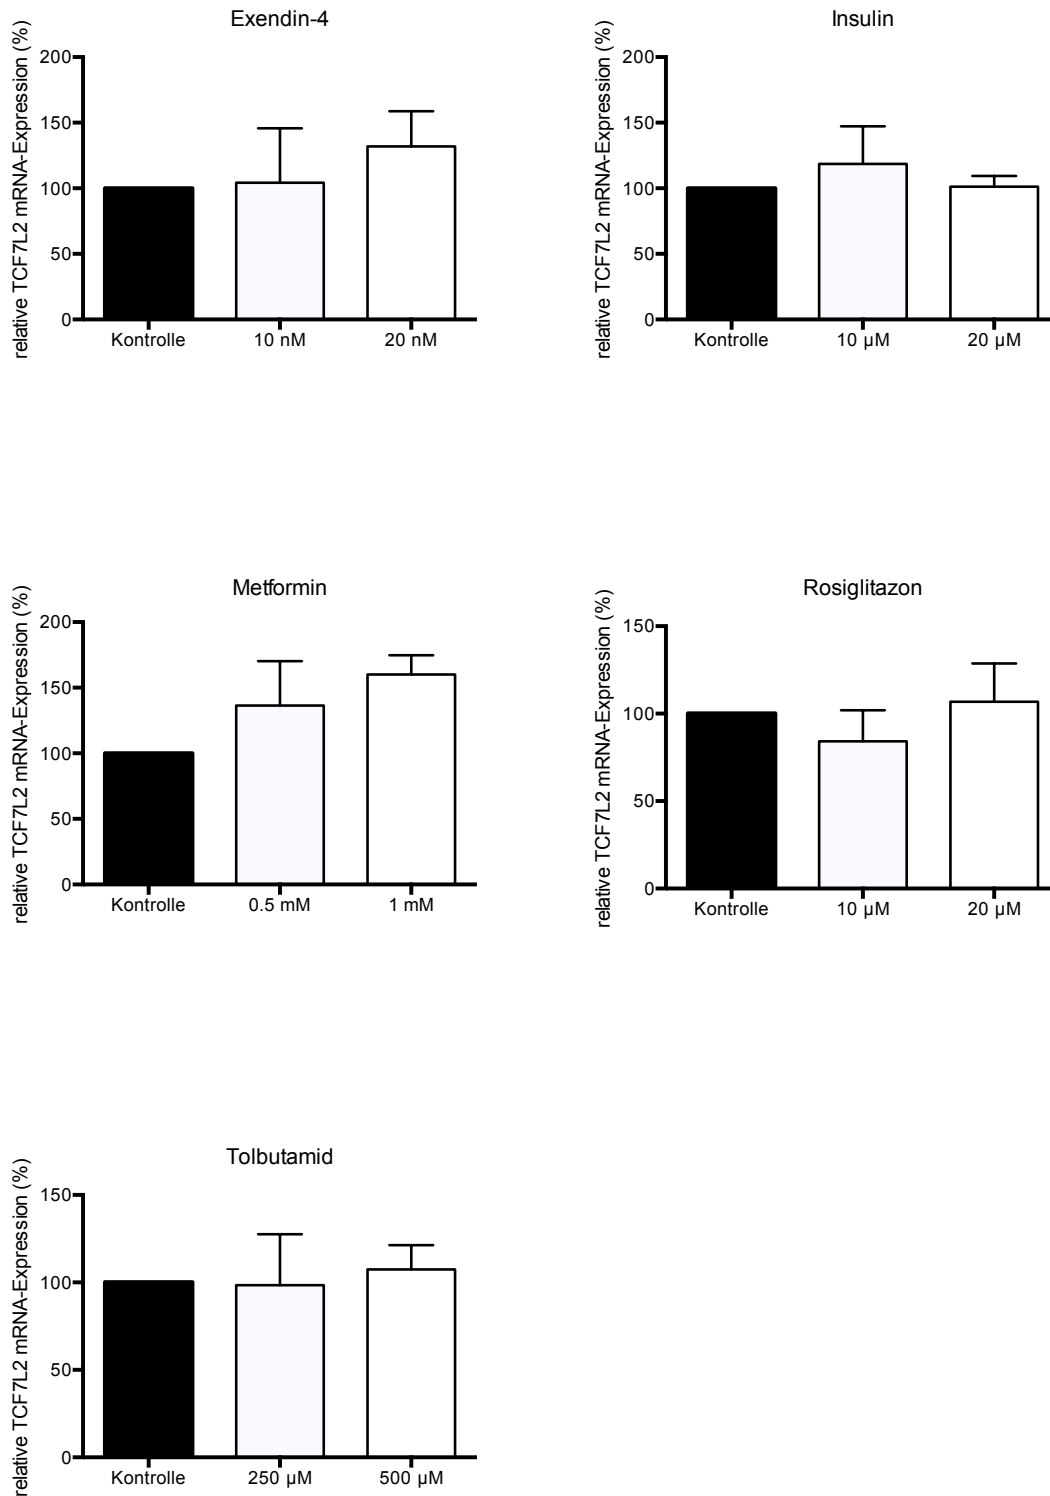 Exendin-4
relative TCF7L2 mRNA-Expression (%)
200
150
100
50
0
Kontrolle 10 nM 20 nM
Insulin
relative TCF7L2 mRNA-Expression (%)
200
150
100
50
0
Kontrolle 10 µM 20 µM
Metformin
relative TCF7L2 mRNA-Expression (%)
200
150
100
50
0
Kontrolle 0.5 mM 1 mM
Rosiglitazon
relative TCF7L2 mRNA-Expression (%)
150
100
50
0
Kontrolle 10 µM 20 µM
Tolbutamid
relative TCF7L2 mRNA-Expression (%)
150
100
50
0
Kontrolle 250 µM 500 µM